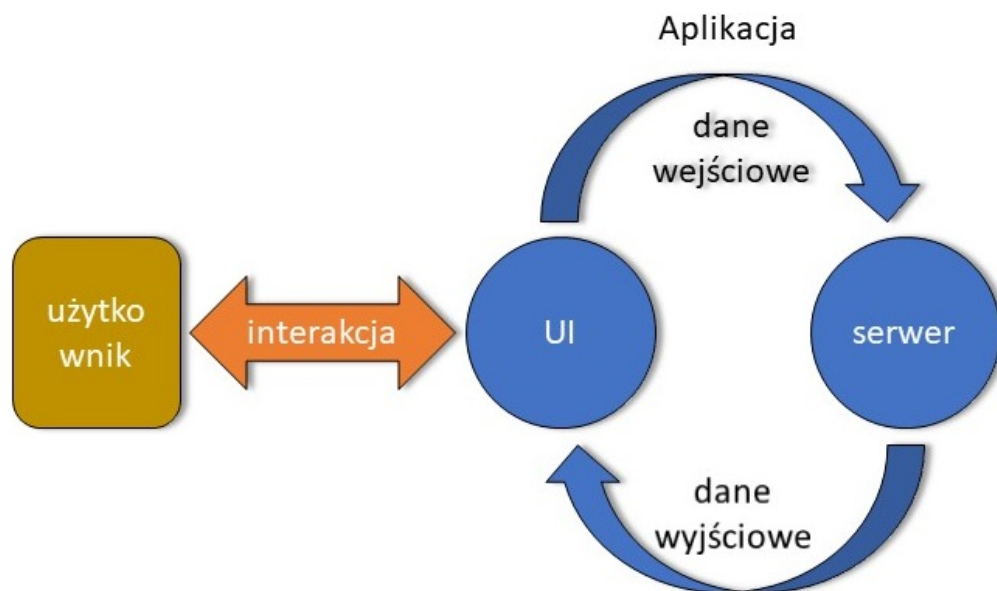 Aplikacja
dane
wejściowe
użytko
wnik
interakcja
UI
serwer
dane
wyjściowe